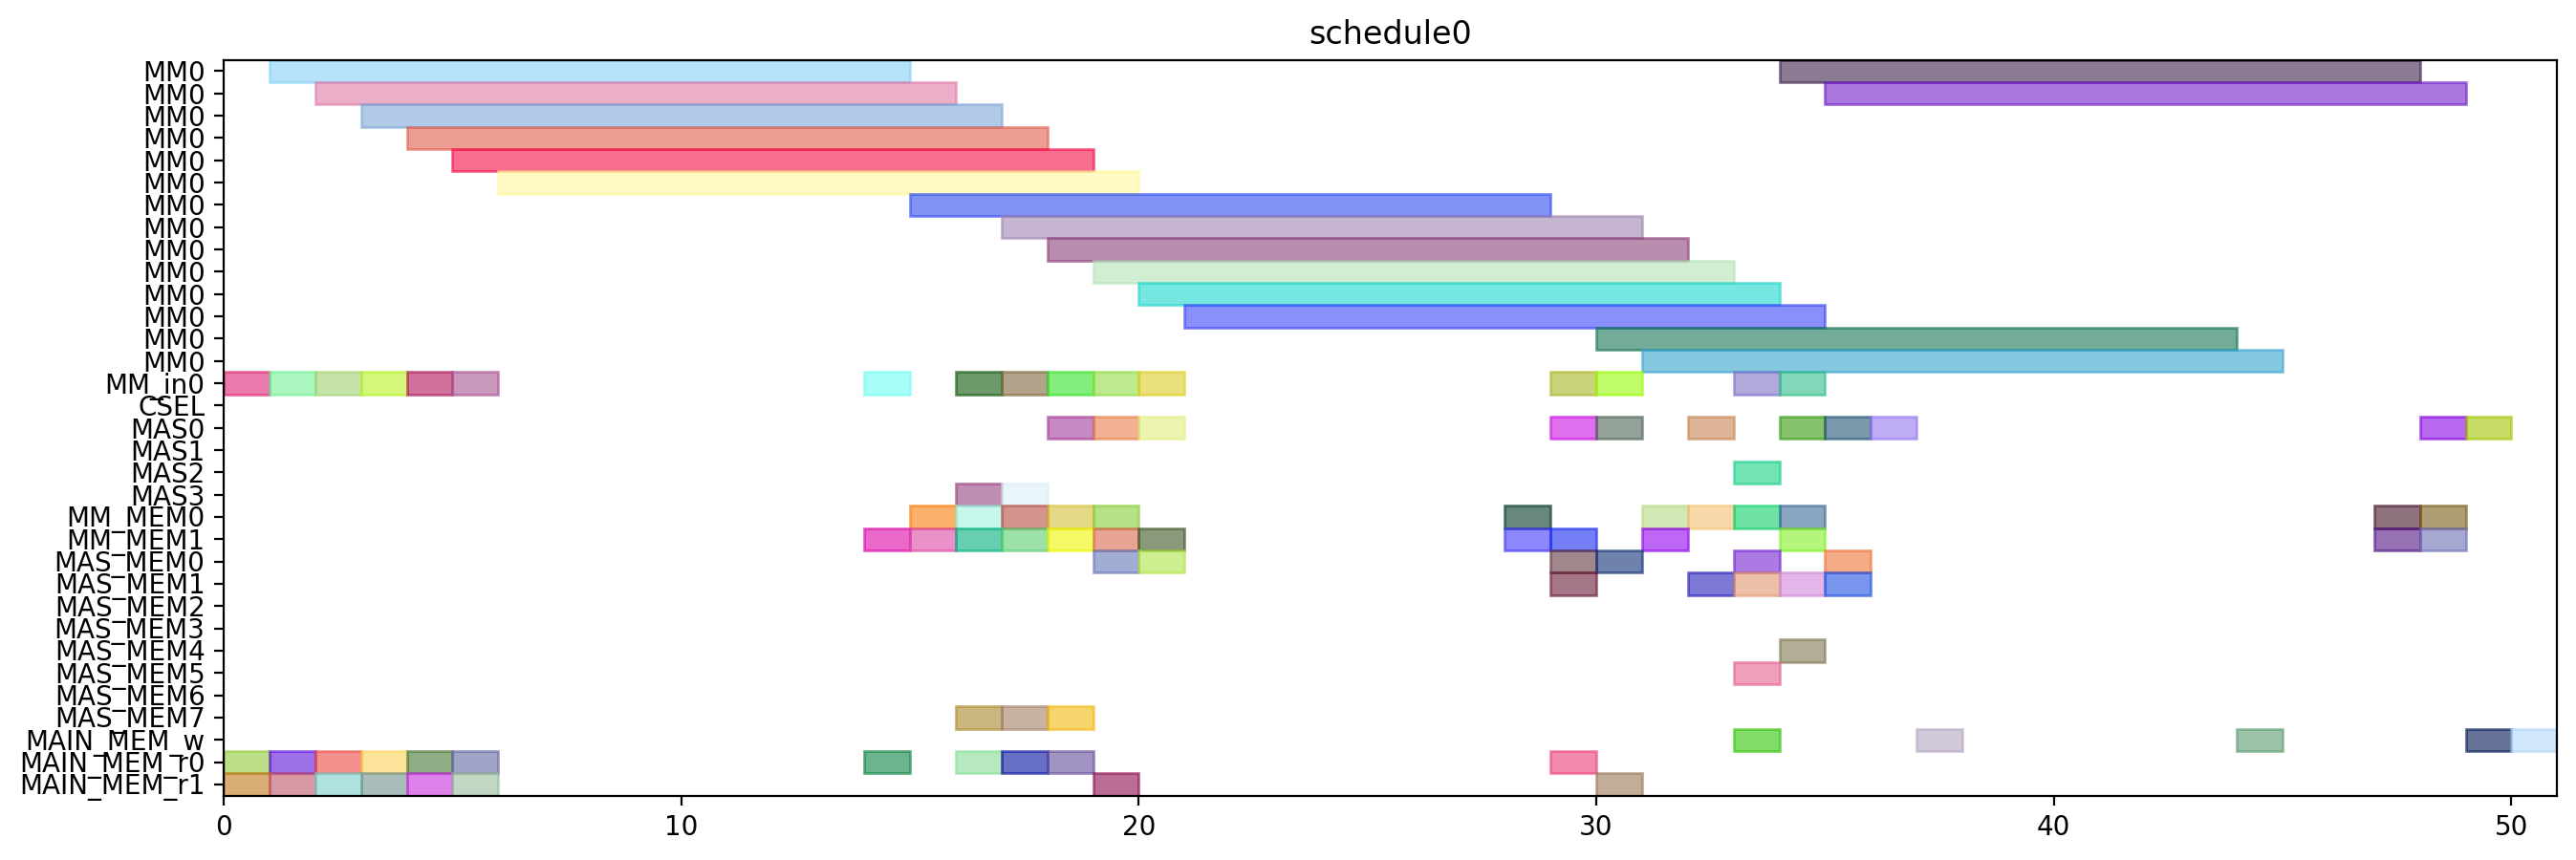 schedule0
MM0
MM0
MM0
MM0
MM0
MM0
MM0
MM0
MM0
MM0
MM0
MM0
MM0
MM0
MM_in0
CSEL
MAS0
MAS1
MAS2
MAS3
MM_MEM0
MM_MEM1
MAS_MEM0
MAS_MEM1
MAS_MEM2
MAS_MEM3
MAS_MEM4
MAS_MEM5
MAS_MEM6
MAS_MEM7
MAIN_MEM_w
MAIN_MEM_r0
MAIN_MEM_r1
0 10 20 30 40 50